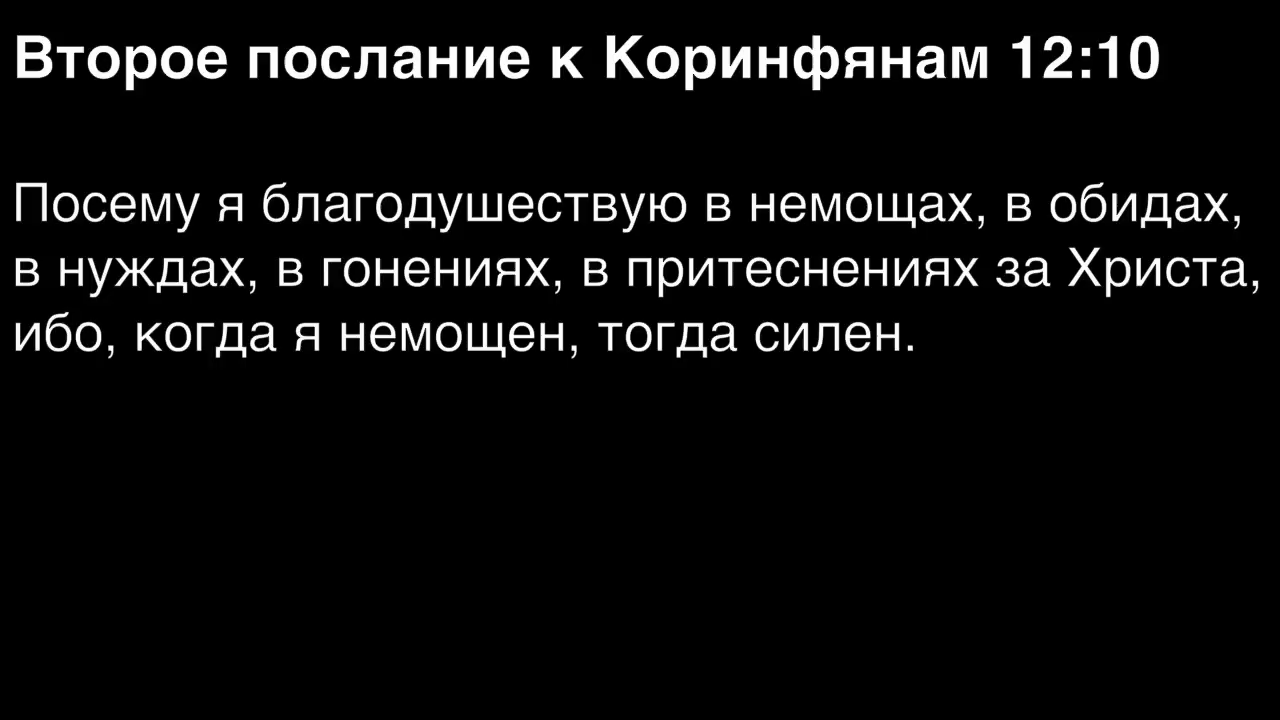 Второе послание к Коринфянам 12:10
Посему я благодушествую в немощах, в обидах,
в нуждах, в гонениях, в притеснениях за Христа,
ибо, когда я немощен, тогда силен.